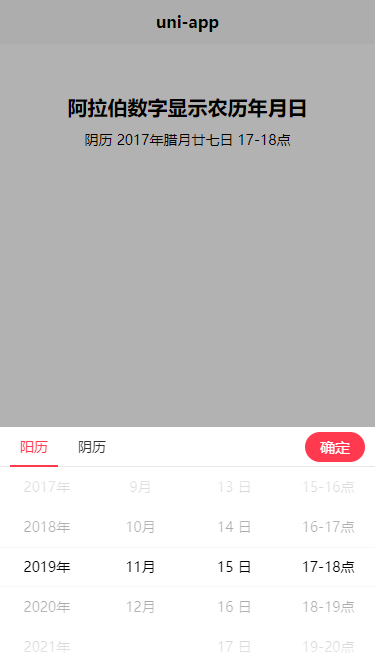 uni-app
阿拉伯数字显示农历年月日
阴历 2017年腊月廿七日 17-18点
阳历 阴历 确定
2017年 9月 13 日 15-16点
2018年 10月 14 日 16-17点
2019年 11月 15 日 17-18点
2020年 12月 16 日 18-19点
2021年 17 日 19-20点